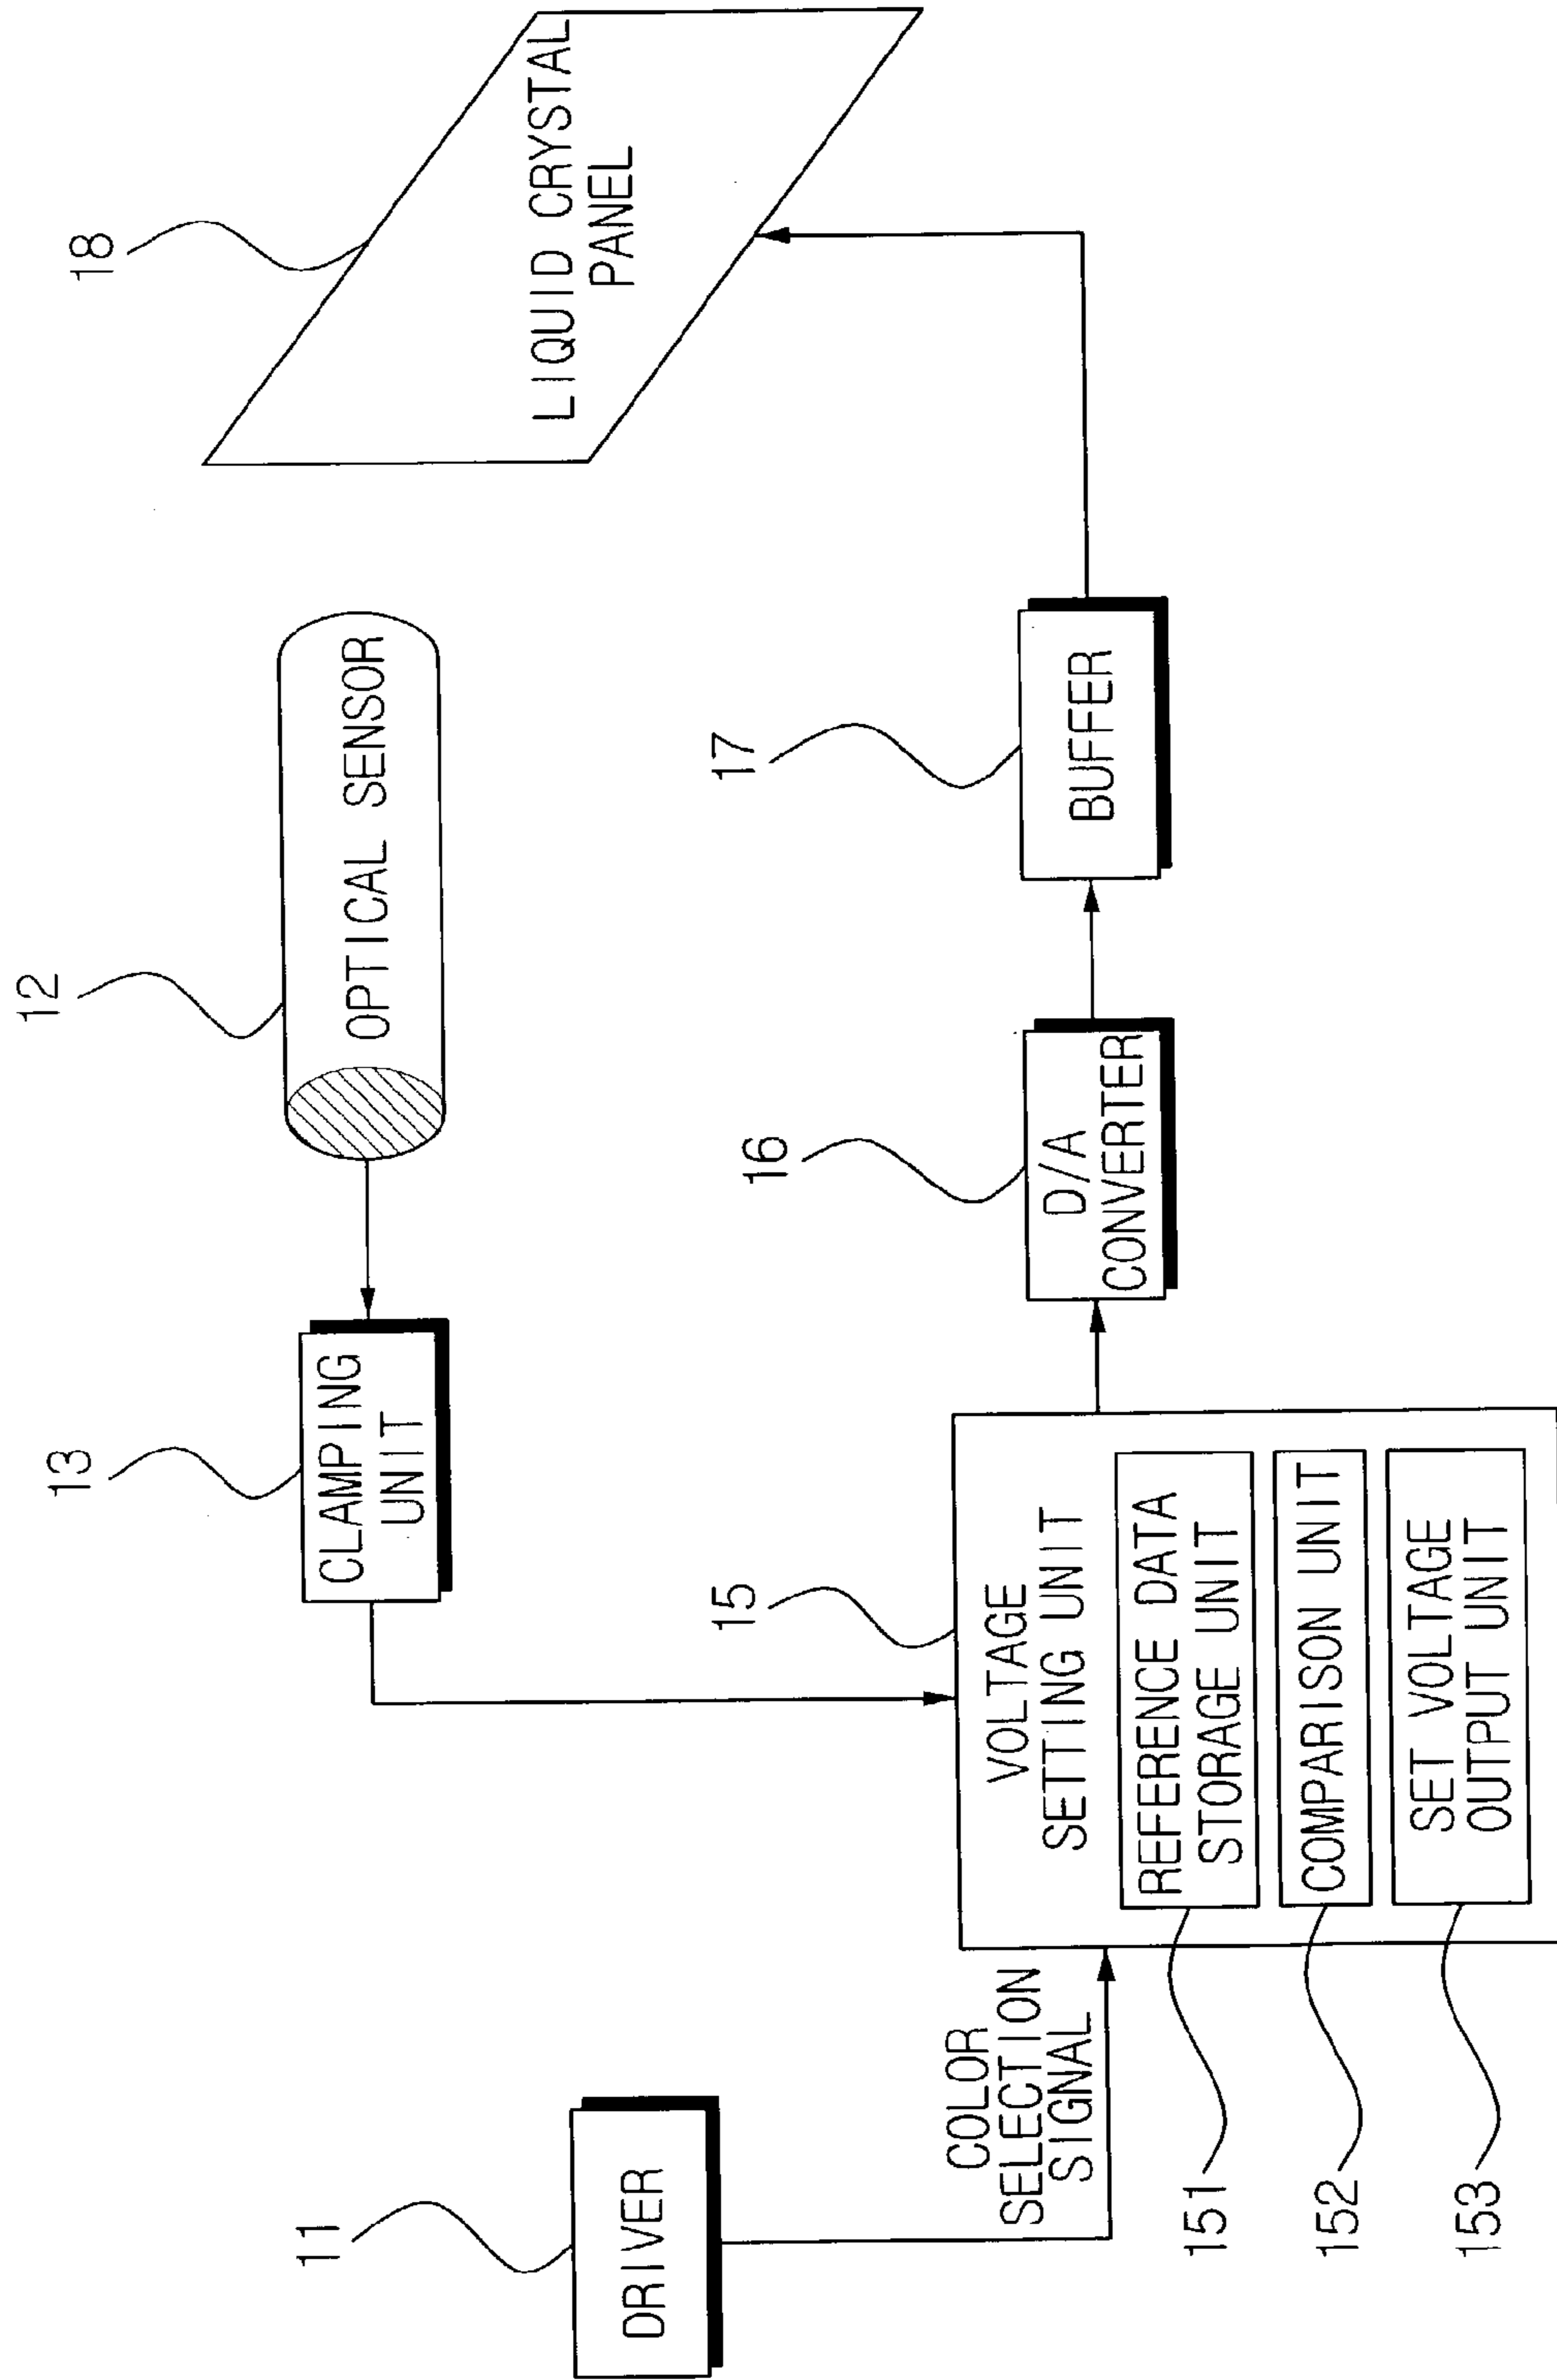 18
LIQUID CRYSTAL
PANEL
12
OPTICAL SENSOR
13
CLAMPING
UNIT
17
BUFFER
16
D/A
CONVERTER
15
VOLTAGE
SETTING UNIT
REFERENCE DATA
STORAGE UNIT
COMPARISON UNIT
SET VOLTAGE
OUTPUT UNIT
11
DRIVER
COLOR
SELECTION
SIGNAL
151
152
153